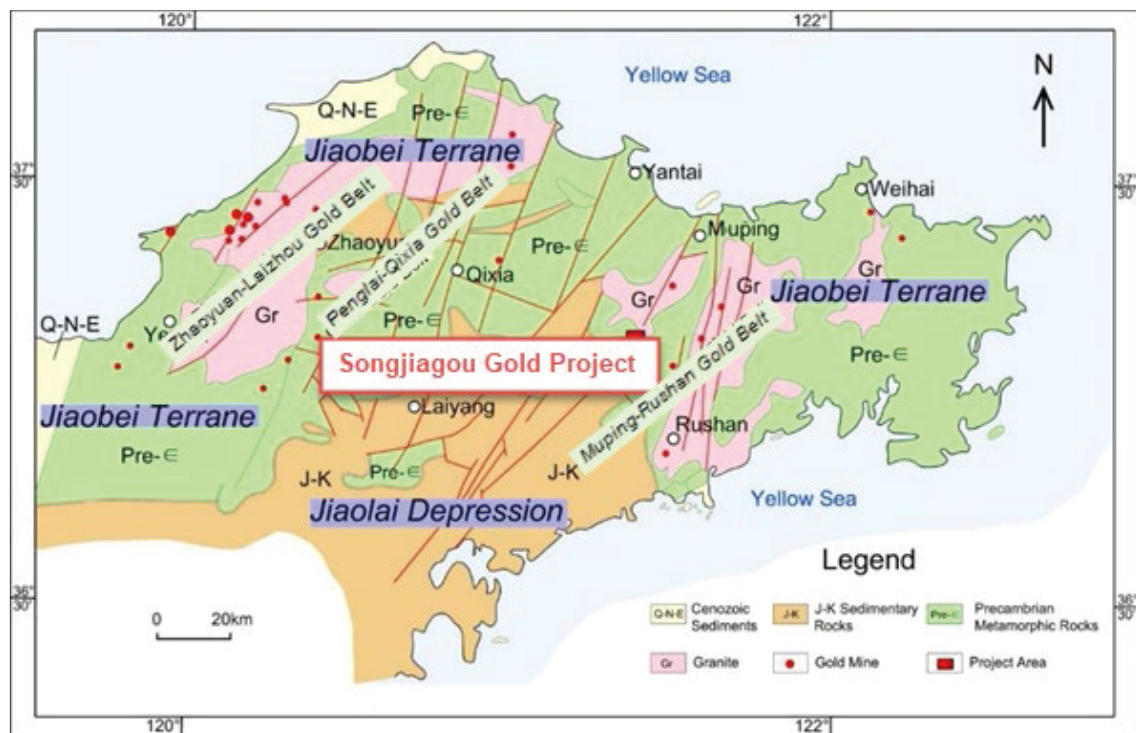 120°
122°
Yellow Sea
N
Q-N-E
Pre-∈
Jiaobei Terrane
37°
30'
37°
30'
Yantai
Weihai
Zhaoyuan-Laizhou Gold Belt
Penglai-Qixia Gold Belt
Zhaoyu
Muping
Pre-∈
Qixia
Gr
Gr
Gr
Jiaobei Terrane
Q-N-E
Ye
Gr
Pre-∈
Pre-∈
Songjiagou Gold Project
Muping-Rushan Gold Belt
Laiyang
Jiaobei Terrane
Rushan
Pre-∈
J-K
Pre-∈
J-K
Jiaolai Depression
Yellow Sea
Legend
36°
30'
36°
30'
0 20km
Q-N-E Cenozoic Sediments
J-K J-K Sedimentary Rocks
Pre-∈ Precambrian Metamorphic Rocks
Gr Granite
Gold Mine
Project Area
120°
122°